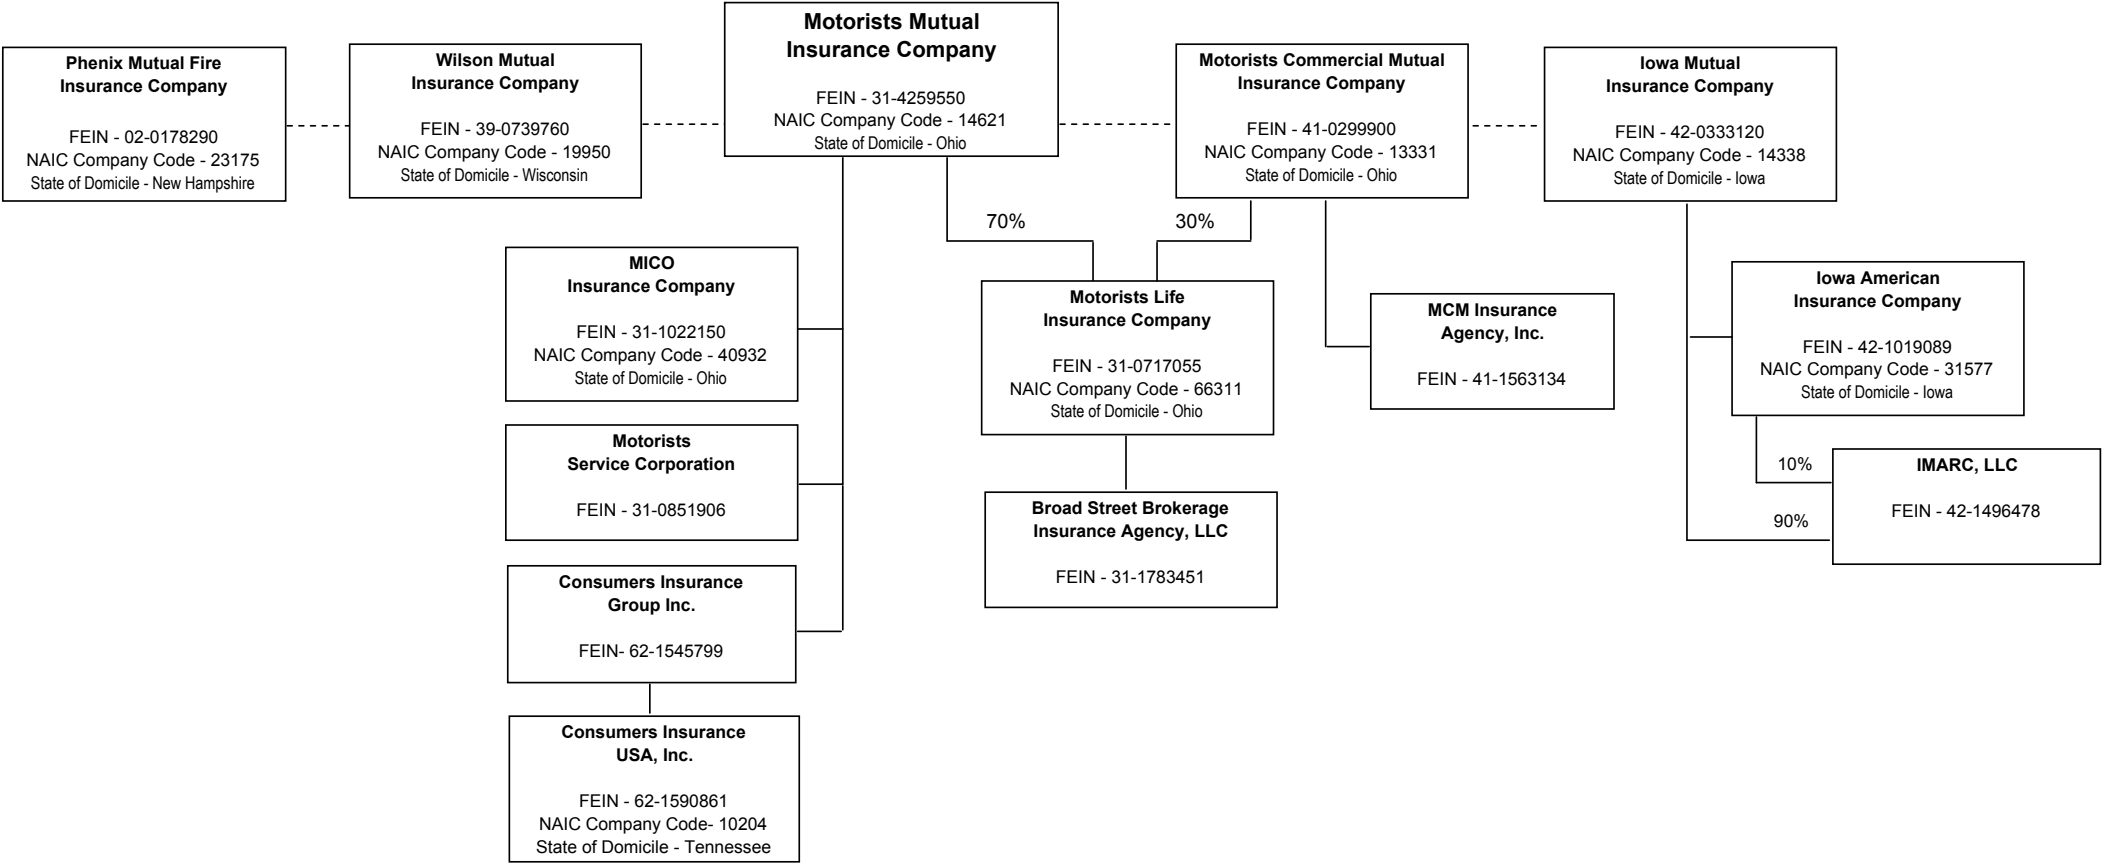 Phenix Mutual Fire
Insurance Company
FEIN - 02-0178290
NAIC Company Code - 23175
State of Domicile - New Hampshire
Wilson Mutual
Insurance Company
FEIN - 39-0739760
NAIC Company Code - 19950
State of Domicile - Wisconsin
Motorists Mutual
Insurance Company
FEIN - 31-4259550
NAIC Company Code - 14621
State of Domicile - Ohio
Motorists Commercial Mutual
Insurance Company
FEIN - 41-0299900
NAIC Company Code - 13331
State of Domicile - Ohio
Iowa Mutual
Insurance Company
FEIN - 42-0333120
NAIC Company Code - 14338
State of Domicile - Iowa
70%
30%
MICO
Insurance Company
FEIN - 31-1022150
NAIC Company Code - 40932
State of Domicile - Ohio
Motorists Life
Insurance Company
FEIN - 31-0717055
NAIC Company Code - 66311
State of Domicile - Ohio
MCM Insurance
Agency, Inc.
FEIN - 41-1563134
Iowa American
Insurance Company
FEIN - 42-1019089
NAIC Company Code - 31577
State of Domicile - Iowa
Motorists
Service Corporation
FEIN - 31-0851906
Broad Street Brokerage
Insurance Agency, LLC
FEIN - 31-1783451
10%
90%
IMARC, LLC
FEIN - 42-1496478
Consumers Insurance
Group Inc.
FEIN- 62-1545799
Consumers Insurance
USA, Inc.
FEIN - 62-1590861
NAIC Company Code- 10204
State of Domicile - Tennessee